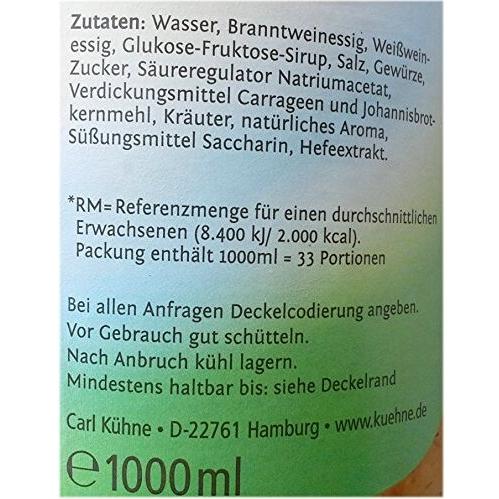 Zutaten: Wasser, Branntweinessig, Weißwein-
essig, Glukose-Fruktose-Sirup, Salz, Gewürze,
Zucker, Säureregulator Natriumacetat,
Verdickungsmittel Carrageen und Johannisbrot-
kernmehl, Kräuter, natürliches Aroma,
Süßungsmittel Saccharin, Hefeextrakt.
*RM=Referenzmenge für einen durchschnittlichen
Erwachsenen (8.400 kJ/ 2.000 kcal).
Packung enthält 1000ml = 33 Portionen
Bei allen Anfragen Deckelcodierung angeben.
Vor Gebrauch gut schütteln.
Nach Anbruch kühl lagern.
Mindestens haltbar bis: siehe Deckelrand
Carl Kühne • D-22761 Hamburg • www.kuehne.de
℮1000ml